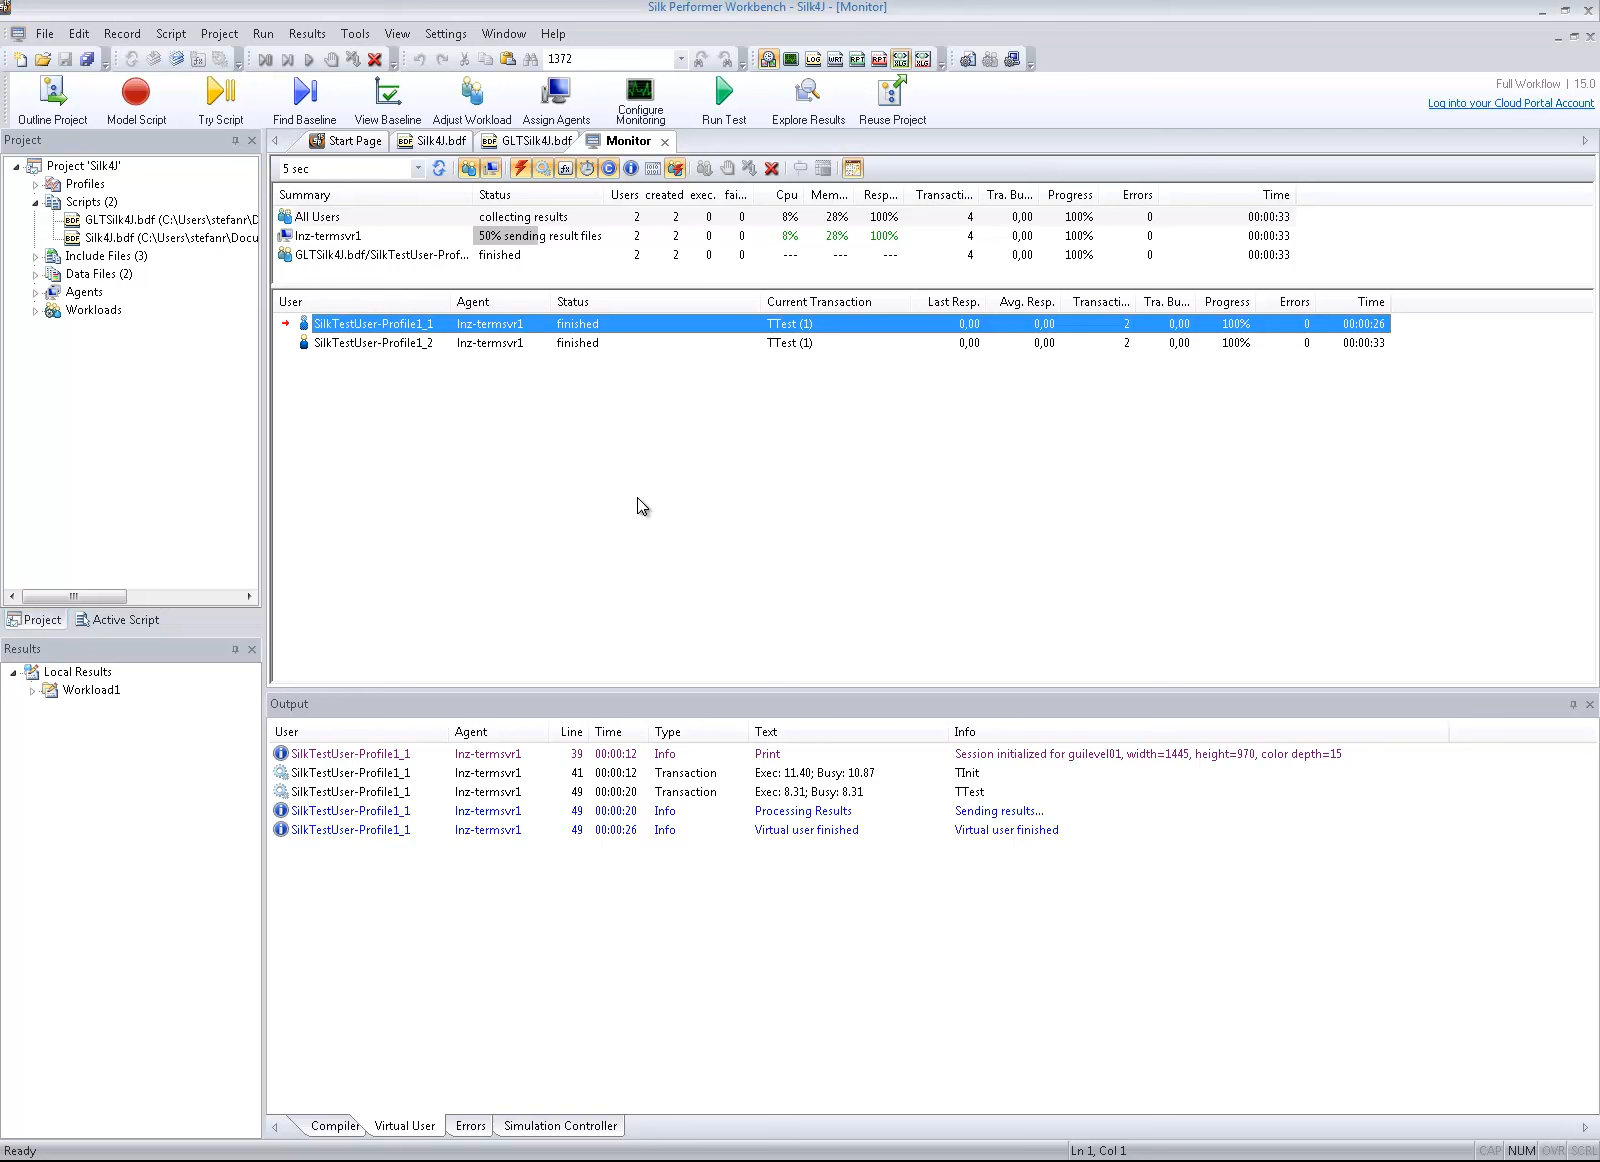 Silk Performer Workbench - Silk4J - [Monitor]
File Edit Record Script Project Run Results Tools View Settings Window Help
1372
Outline Project Model Script Try Script Find Baseline View Baseline Adjust Workload Assign Agents Configure Monitoring Run Test Explore Results Reuse Project
Full Workflow | 15.0
Log into your Cloud Portal Account
Project
Project 'Silk4J'
Profiles
Scripts (2)
GLTSilk4J.bdf (C:\Users\stefanr\D
Silk4J.bdf (C:\Users\stefanr\Docu
Include Files (3)
Data Files (2)
Agents
Workloads
Project Active Script
Results
Local Results
Workload1
Start Page Silk4J.bdf GLTSilk4J.bdf Monitor
5 sec
Summary Status Users created exec. fai... Cpu Mem... Resp... Transacti... Tra. Bu... Progress Errors Time
All Users collecting results 2 2 0 0 8% 28% 100% 4 0,00 100% 0 00:00:33
lnz-termsvr1 50% sending result files 2 2 0 0 8% 28% 100% 4 0,00 100% 0 00:00:33
GLTSilk4J.bdf/SilkTestUser-Prof... finished 2 2 0 0 --- --- --- 4 0,00 100% 0 00:00:33
User Agent Status Current Transaction Last Resp. Avg. Resp. Transacti... Tra. Bu... Progress Errors Time
SilkTestUser-Profile1_1 lnz-termsvr1 finished TTest (1) 0,00 0,00 2 0,00 100% 0 00:00:26
SilkTestUser-Profile1_2 lnz-termsvr1 finished TTest (1) 0,00 0,00 2 0,00 100% 0 00:00:33
Output
User Agent Line Time Type Text Info
SilkTestUser-Profile1_1 lnz-termsvr1 39 00:00:12 Info Print Session initialized for guilevel01, width=1445, height=970, color depth=15
SilkTestUser-Profile1_1 lnz-termsvr1 41 00:00:12 Transaction Exec: 11.40; Busy: 10.87 TInit
SilkTestUser-Profile1_1 lnz-termsvr1 49 00:00:20 Transaction Exec: 8.31; Busy: 8.31 TTest
SilkTestUser-Profile1_1 lnz-termsvr1 49 00:00:20 Info Processing Results Sending results...
SilkTestUser-Profile1_1 lnz-termsvr1 49 00:00:26 Info Virtual user finished Virtual user finished
Compiler Virtual User Errors Simulation Controller
Ready Ln 1, Col 1 CAP NUM OVR SCRL